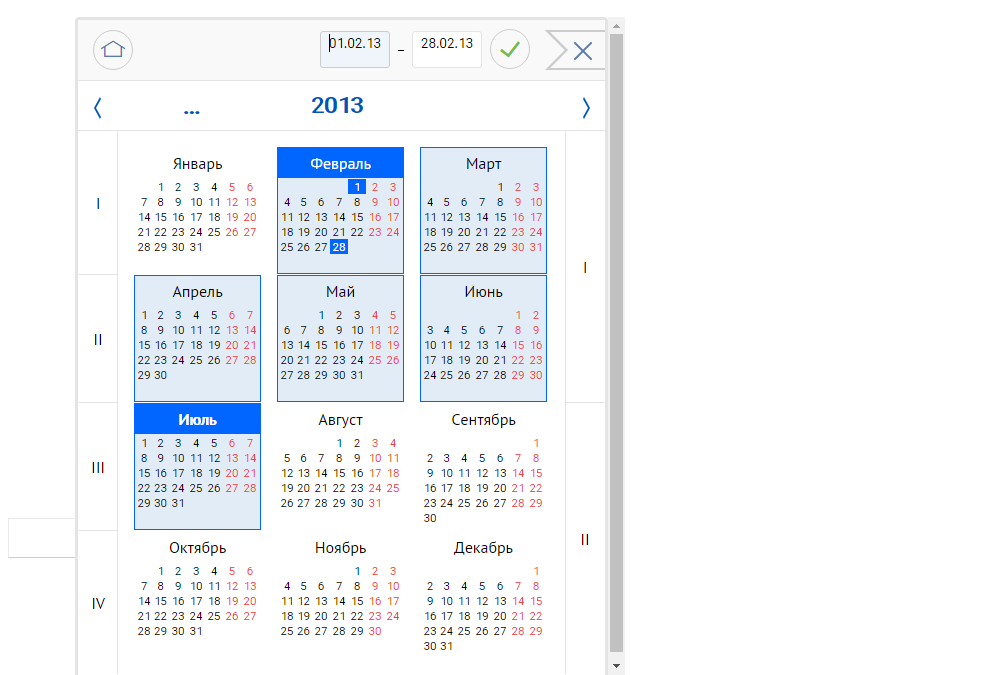 01.02.13 – 28.02.13
... 2013
I
Январь
1 2 3 4 5 6
7 8 9 10 11 12 13
14 15 16 17 18 19 20
21 22 23 24 25 26 27
28 29 30 31
Февраль
1 2 3
4 5 6 7 8 9 10
11 12 13 14 15 16 17
18 19 20 21 22 23 24
25 26 27 28
Март
1 2 3
4 5 6 7 8 9 10
11 12 13 14 15 16 17
18 19 20 21 22 23 24
25 26 27 28 29 30 31
I
II
Апрель
1 2 3 4 5 6 7
8 9 10 11 12 13 14
15 16 17 18 19 20 21
22 23 24 25 26 27 28
29 30
Май
1 2 3 4 5
6 7 8 9 10 11 12
13 14 15 16 17 18 19
20 21 22 23 24 25 26
27 28 29 30 31
Июнь
1 2
3 4 5 6 7 8 9
10 11 12 13 14 15 16
17 18 19 20 21 22 23
24 25 26 27 28 29 30
III
Июль
1 2 3 4 5 6 7
8 9 10 11 12 13 14
15 16 17 18 19 20 21
22 23 24 25 26 27 28
29 30 31
Август
1 2 3 4
5 6 7 8 9 10 11
12 13 14 15 16 17 18
19 20 21 22 23 24 25
26 27 28 29 30 31
Сентябрь
1
2 3 4 5 6 7 8
9 10 11 12 13 14 15
16 17 18 19 20 21 22
23 24 25 26 27 28 29
30
II
IV
Октябрь
1 2 3 4 5 6
7 8 9 10 11 12 13
14 15 16 17 18 19 20
21 22 23 24 25 26 27
28 29 30 31
Ноябрь
1 2 3
4 5 6 7 8 9 10
11 12 13 14 15 16 17
18 19 20 21 22 23 24
25 26 27 28 29 30
Декабрь
1
2 3 4 5 6 7 8
9 10 11 12 13 14 15
16 17 18 19 20 21 22
23 24 25 26 27 28 29
30 31